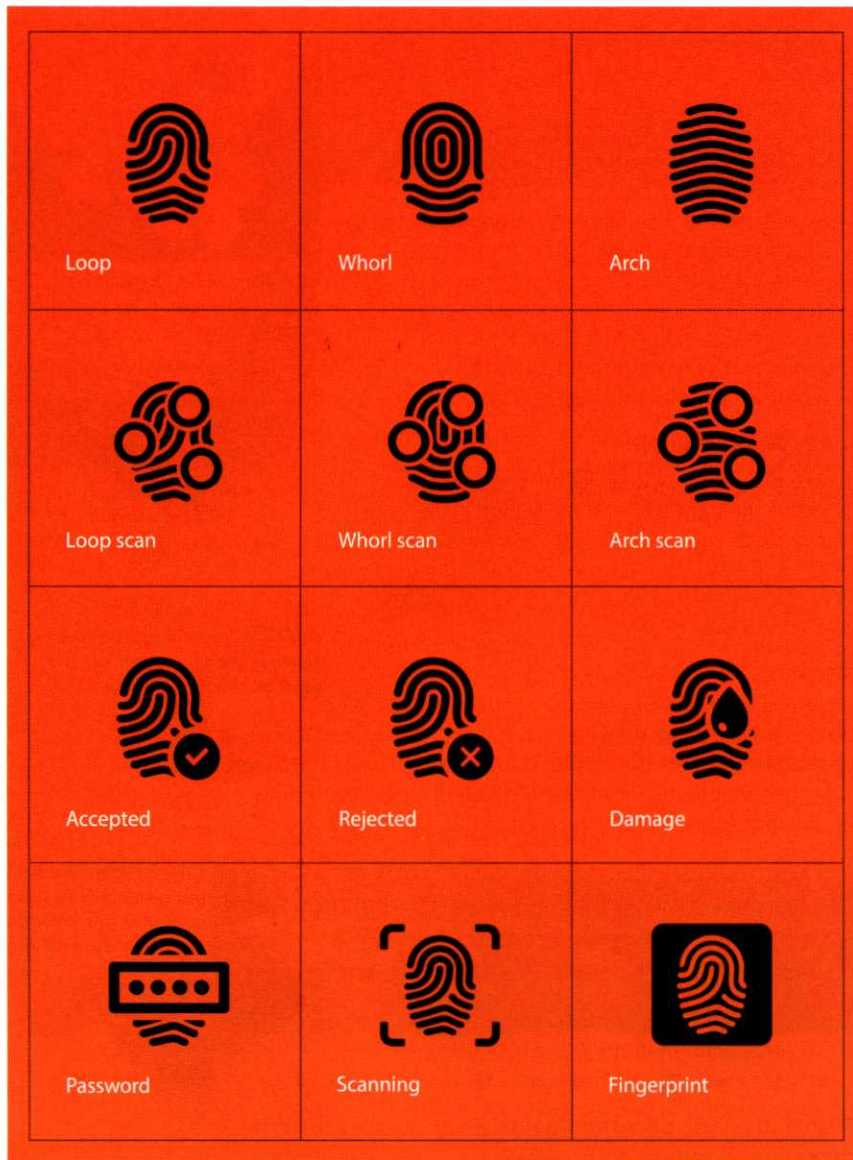 Loop
Whorl
Arch
Loop scan
Whorl scan
Arch scan
Accepted
Rejected
Damage
Password
Scanning
Fingerprint